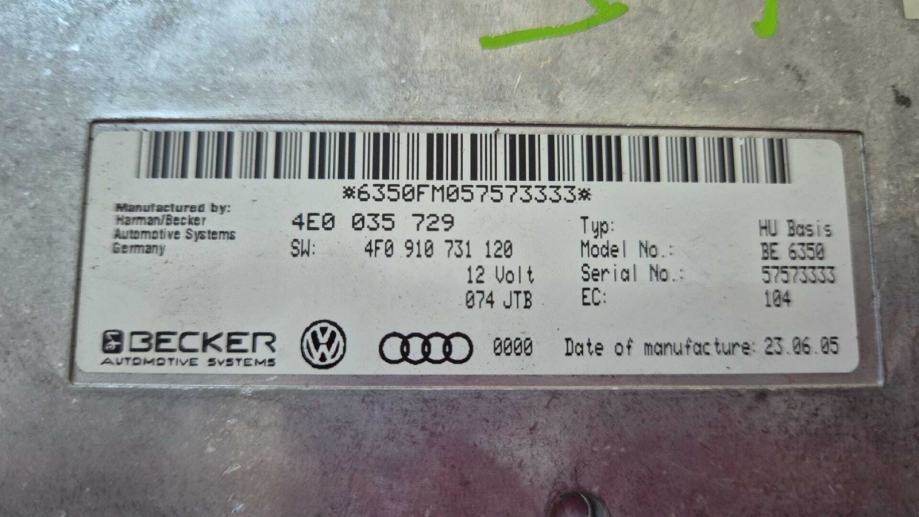 *6350FM057573333*
Manufactured by:
Harman/Becker
Automotive Systems
Germany
4E0 035 729
SW: 4F0 910 731 120
12 Volt
074 JTB
Typ: HU Basis
Model No.: BE 6350
Serial No.: 57573333
EC: 104
BECKER
AUTOMOTIVE SYSTEMS
VW
0000
Date of manufacture: 23.06.05